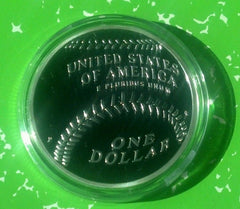 UNITED STATES
OF AMERICA
E PLURIBUS UNUM
ONE
DOLLAR